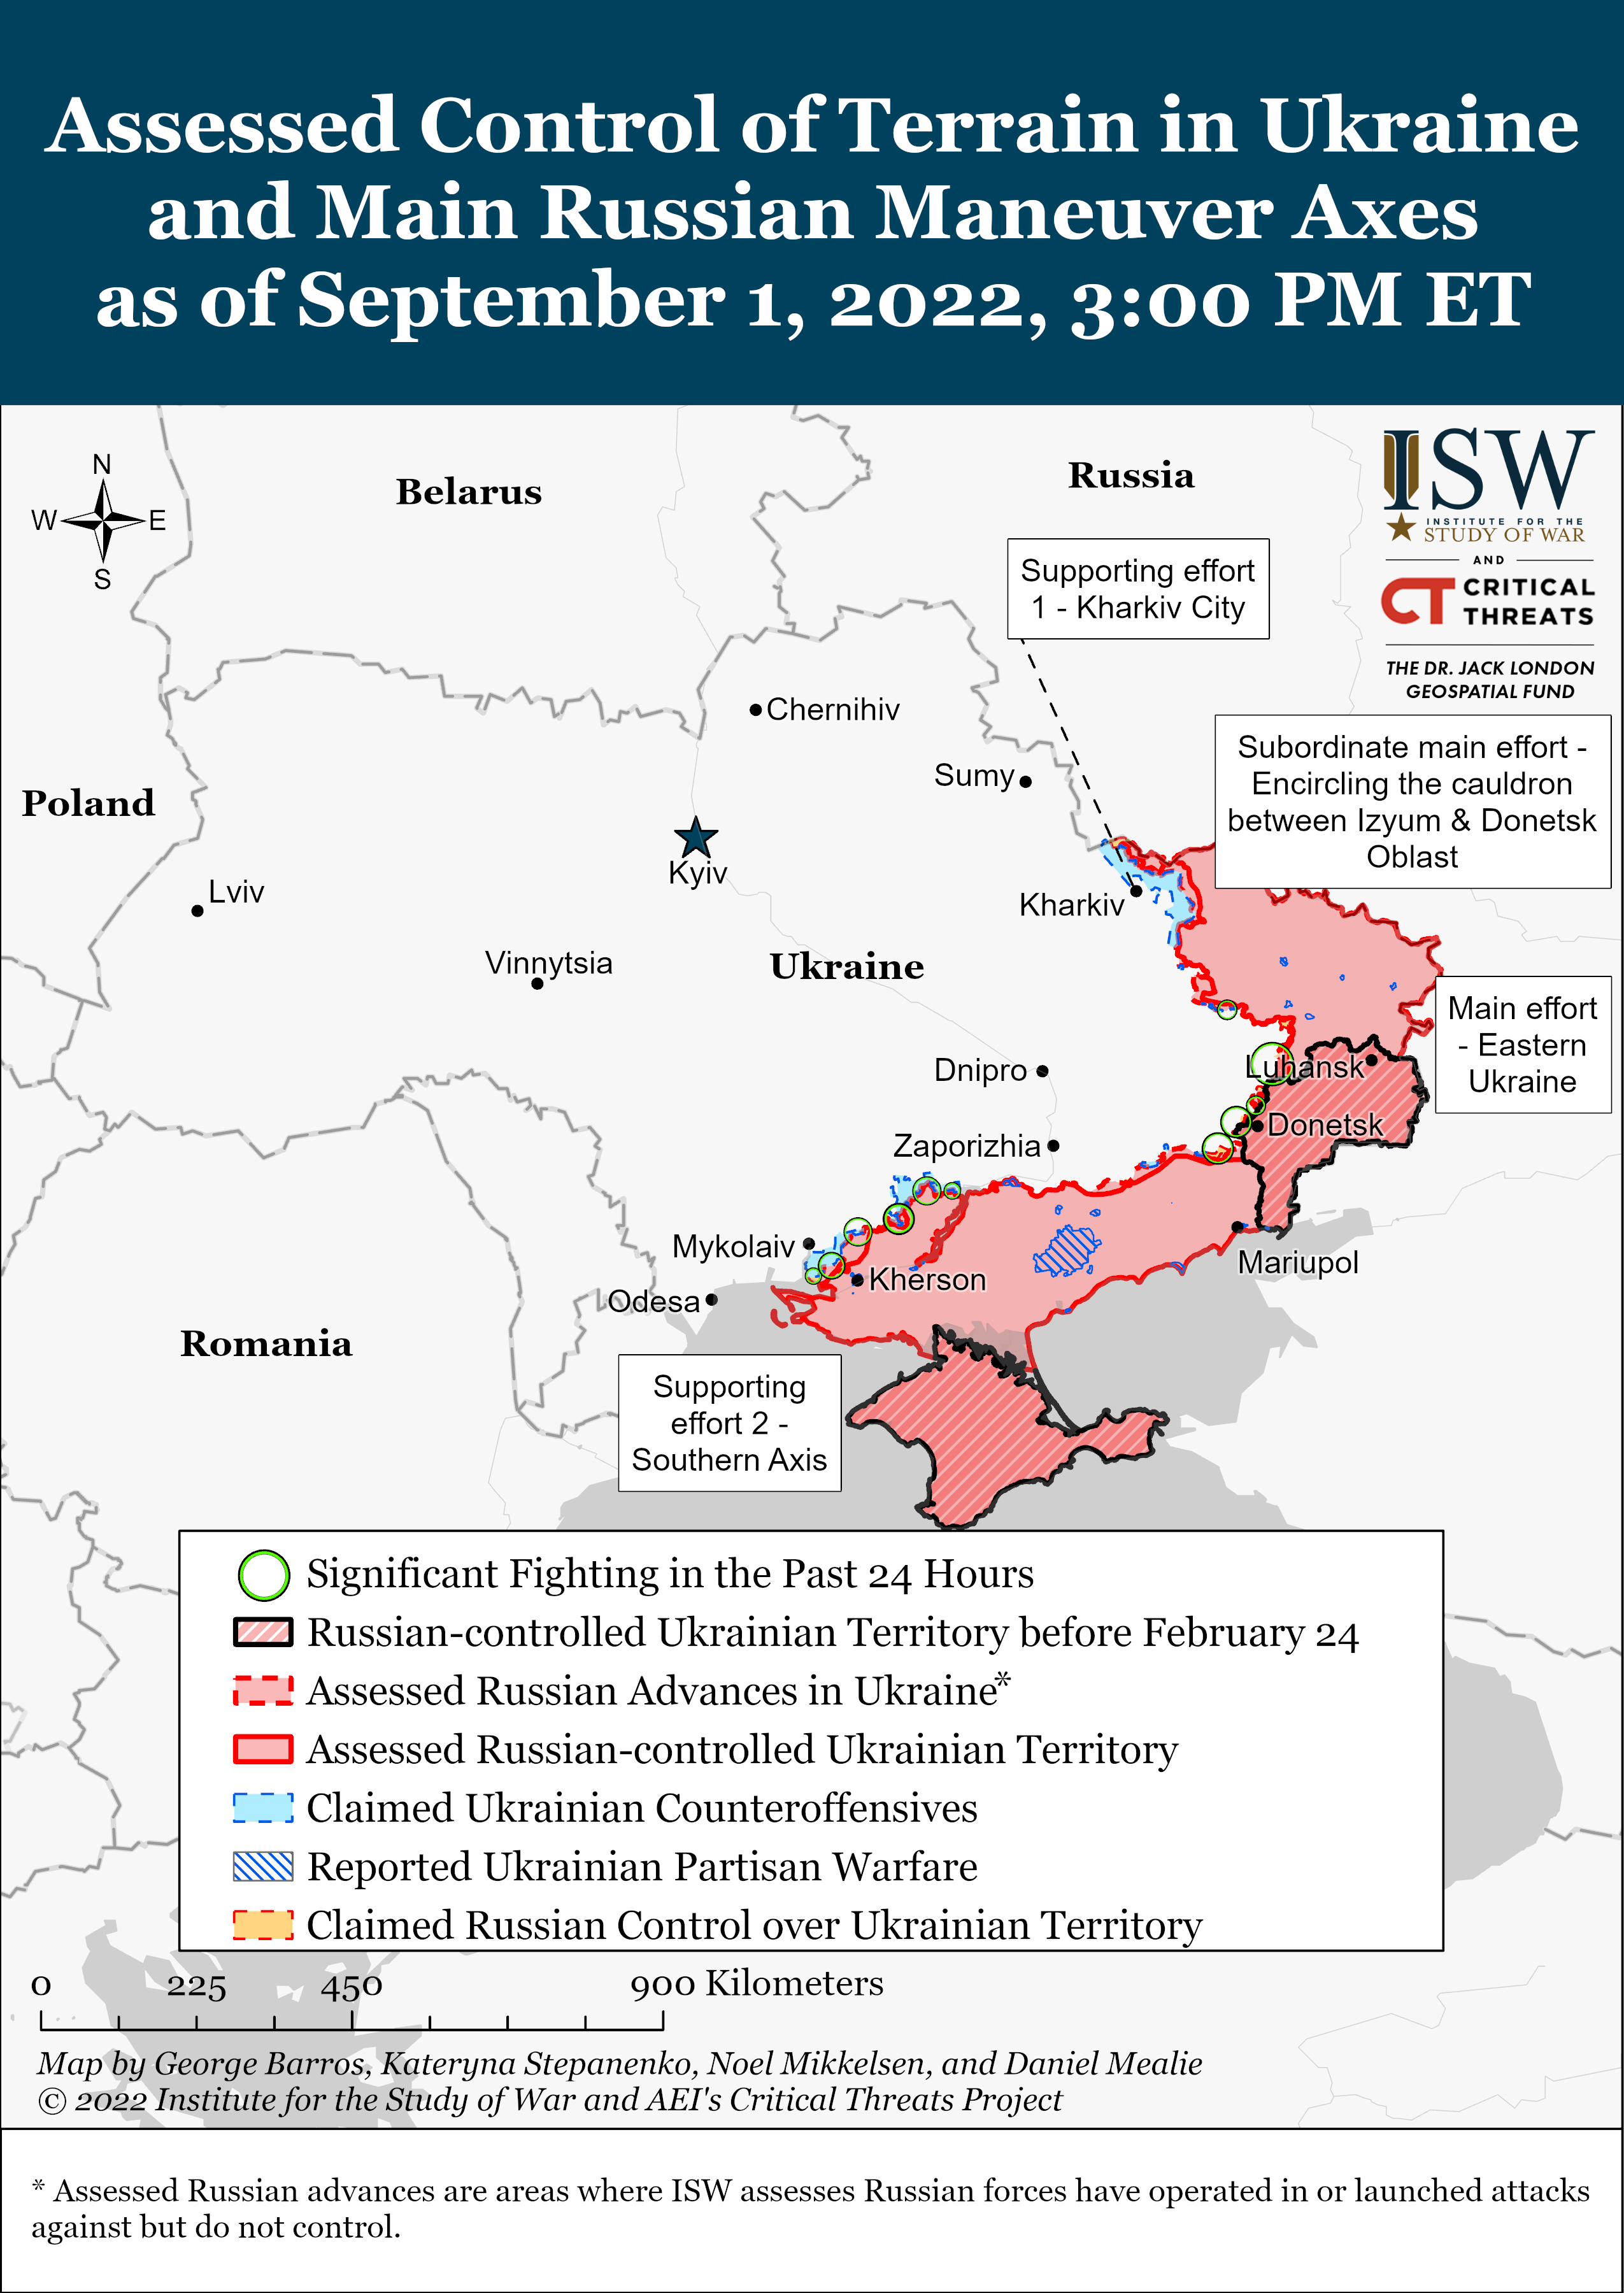 Assessed Control of Terrain in Ukraine
and Main Russian Maneuver Axes
as of September 1, 2022, 3:00 PM ET
N
W
E
S
Belarus
Russia
ISW
INSTITUTE FOR THE
STUDY OF WAR
AND
CT CRITICAL
THREATS
THE DR. JACK LONDON
GEOSPATIAL FUND
Supporting effort
1 - Kharkiv City
Chernihiv
Sumy
Subordinate main effort -
Encircling the cauldron
between Izyum & Donetsk
Oblast
Poland
Kyiv
Lviv
Kharkiv
Vinnytsia
Ukraine
Main effort
- Eastern
Ukraine
Dnipro
Luhansk
Donetsk
Zaporizhia
Mykolaiv
Mariupol
Kherson
Odesa
Romania
Supporting
effort 2 -
Southern Axis
Significant Fighting in the Past 24 Hours
Russian-controlled Ukrainian Territory before February 24
Assessed Russian Advances in Ukraine*
Assessed Russian-controlled Ukrainian Territory
Claimed Ukrainian Counteroffensives
Reported Ukrainian Partisan Warfare
Claimed Russian Control over Ukrainian Territory
0 225 450 900 Kilometers
Map by George Barros, Kateryna Stepanenko, Noel Mikkelsen, and Daniel Mealie
© 2022 Institute for the Study of War and AEI's Critical Threats Project
* Assessed Russian advances are areas where ISW assesses Russian forces have operated in or launched attacks
against but do not control.